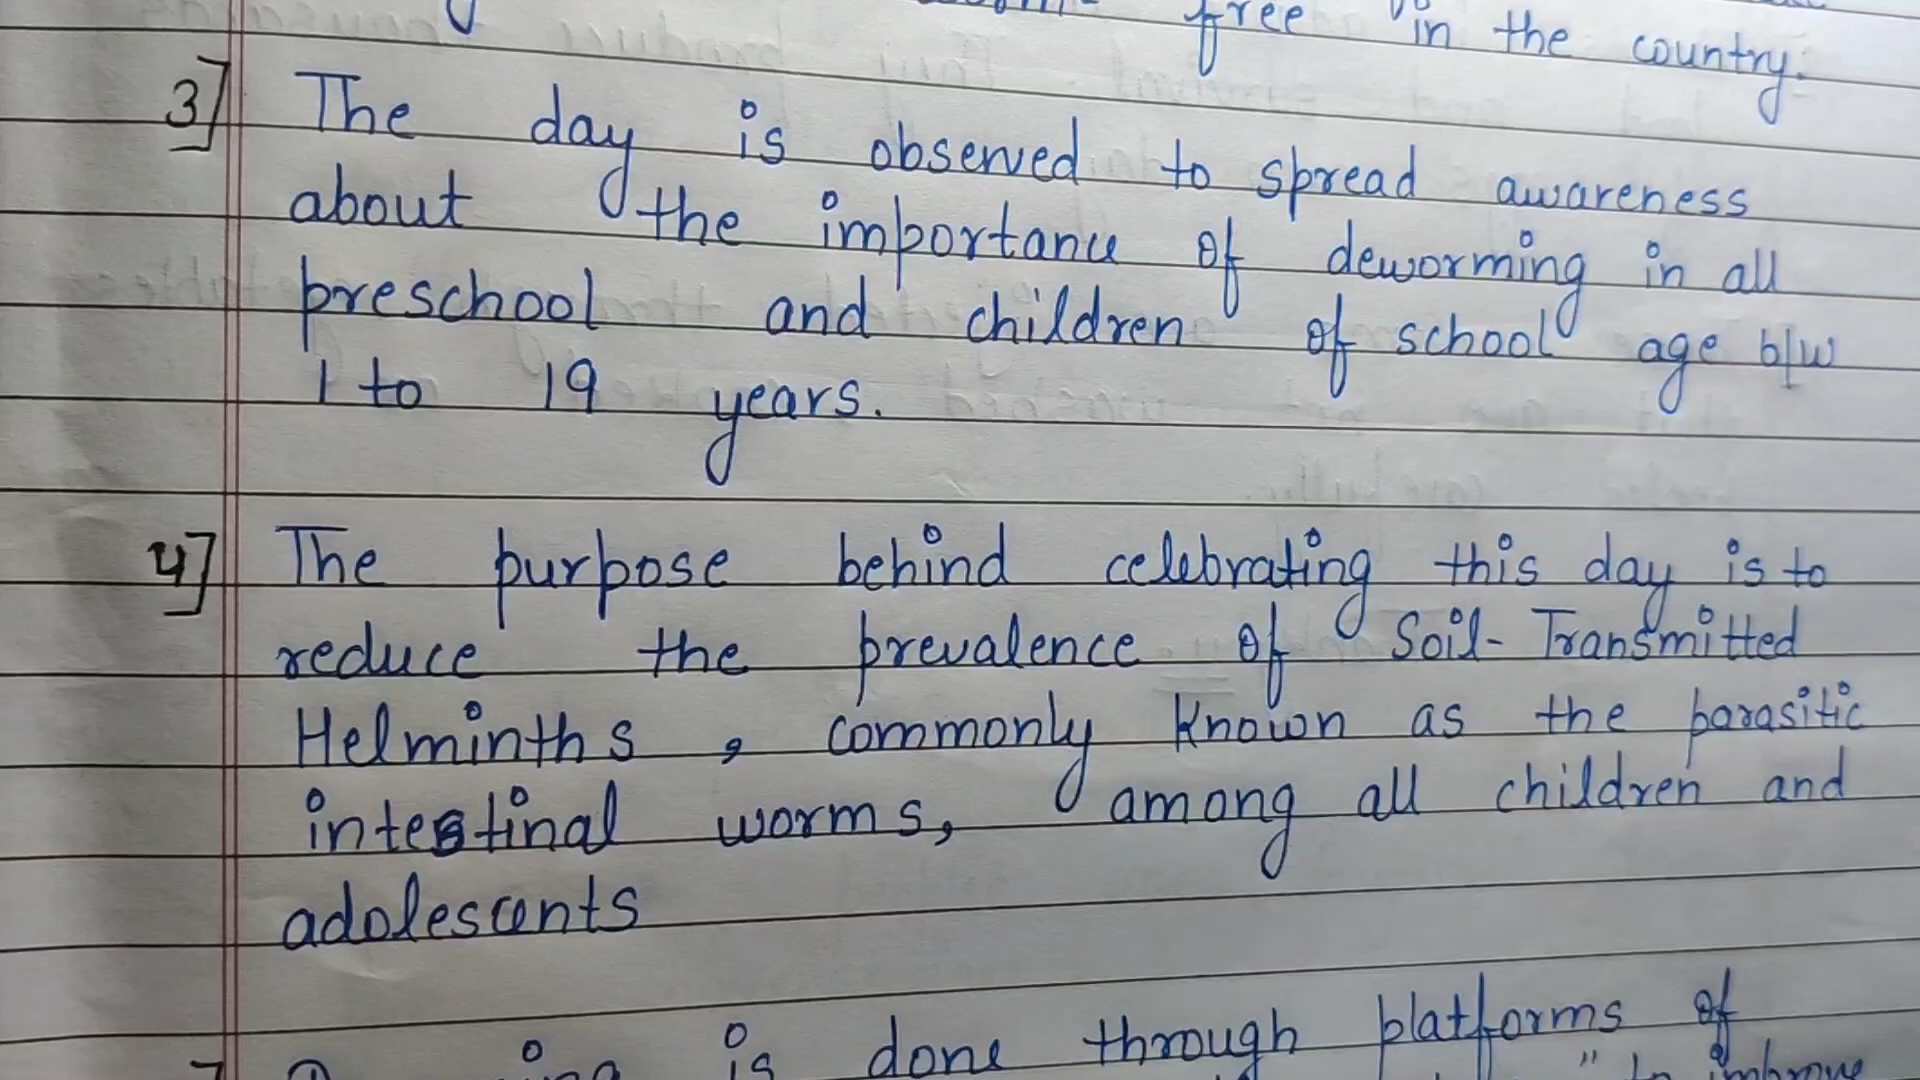 free in the country.
3] The day is observed to spread awareness
about the importance of deworming in all
preschool and children of school age b/w
1 to 19 years.
4] The purpose behind celebrating this day is to
reduce the prevalence of Soil-Transmitted
Helminths, commonly known as the parasitic
intestinal worms, among all children and
adolescents
is done through platforms of
" To improve